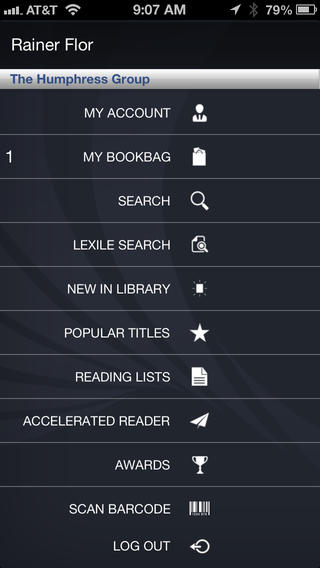 AT&T 9:07 AM 79%
Rainer Flor
The Humphress Group
MY ACCOUNT
1 MY BOOKBAG
SEARCH
LEXILE SEARCH
NEW IN LIBRARY
POPULAR TITLES
READING LISTS
ACCELERATED READER
AWARDS
SCAN BARCODE
LOG OUT